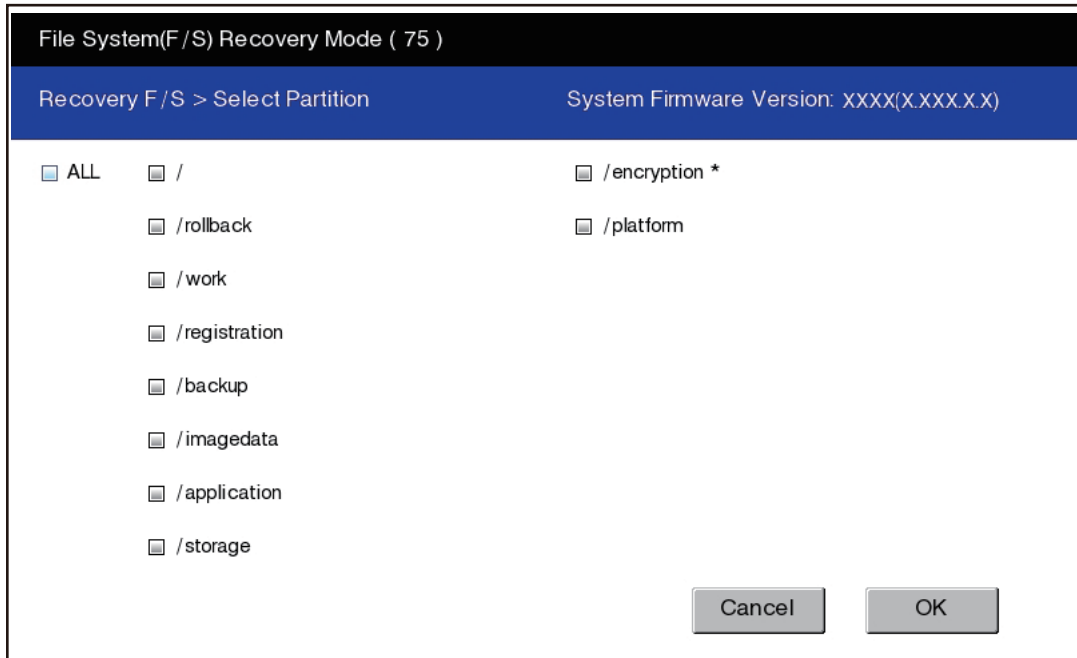 File System(F/S) Recovery Mode ( 75 )
Recovery F/S > Select Partition System Firmware Version: XXXX(X.XXX.X.X)
ALL / /encryption *
/rollback /platform
/work
/registration
/backup
/imagedata
/application
/storage
Cancel OK